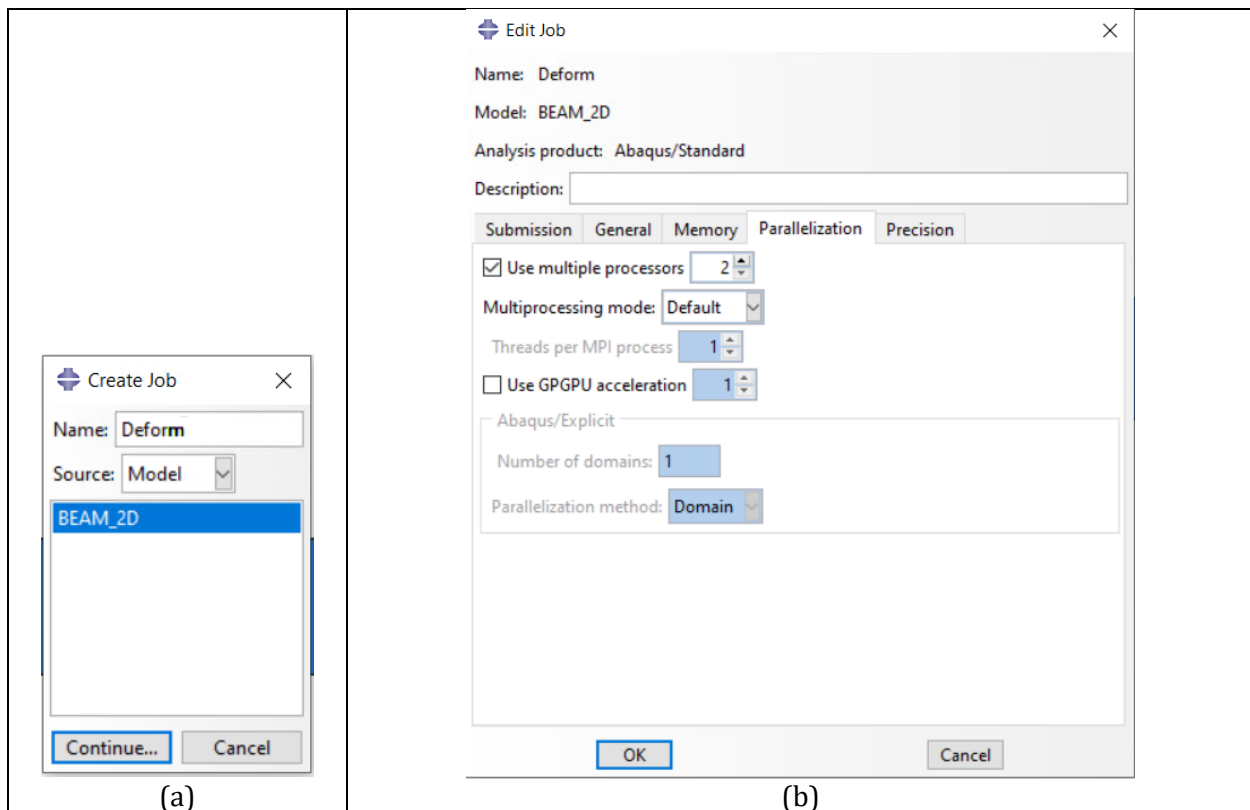 Create Job
Name: Deform
Source: Model
BEAM_2D
Continue... Cancel
(a)
Edit Job
Name: Deform
Model: BEAM_2D
Analysis product: Abaqus/Standard
Description:
Submission General Memory Parallelization Precision
Use multiple processors 2
Multiprocessing mode: Default
Threads per MPI process 1
Use GPGPU acceleration 1
Abaqus/Explicit
Number of domains: 1
Parallelization method: Domain
OK Cancel
(b)